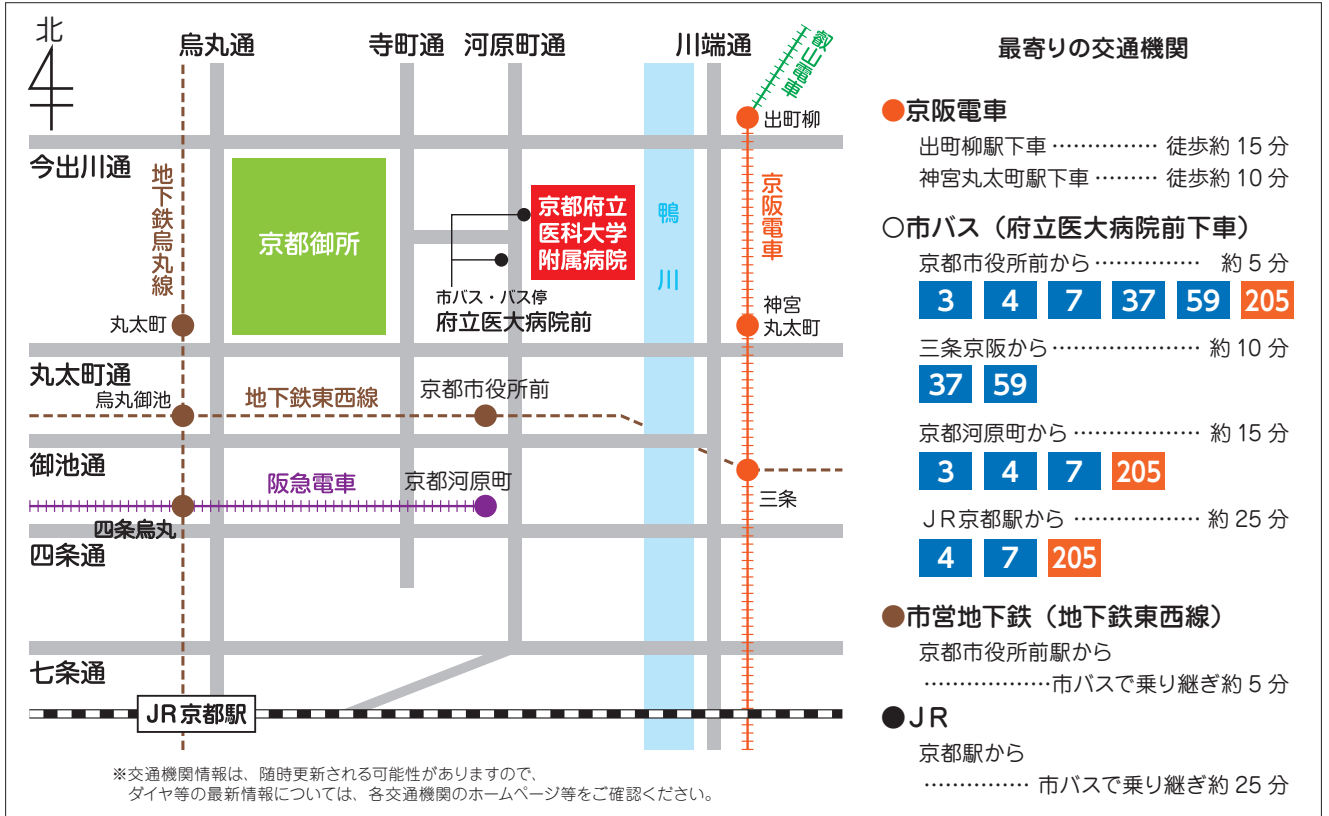 北
烏丸通
寺町通
河原町通
川端通
叡山電車
出町柳
今出川通
地下鉄烏丸線
京都御所
京都府立
医科大学
附属病院
鴨川
京阪電車
市バス・バス停
府立医大病院前
丸太町
神宮
丸太町
丸太町通
烏丸御池
地下鉄東西線
京都市役所前
御池通
阪急電車
京都河原町
三条
四条烏丸
四条通
七条通
JR京都駅
※交通機関情報は、随時更新される可能性がありますので、
ダイヤ等の最新情報については、各交通機関のホームページ等をご確認ください。
最寄りの交通機関
●京阪電車
出町柳駅下車 ⋯⋯⋯⋯⋯ 徒歩約 15 分
神宮丸太町駅下車 ⋯⋯⋯ 徒歩約 10 分
○市バス（府立医大病院前下車）
京都市役所前から ⋯⋯⋯⋯⋯ 約 5 分
3 4 7 37 59 205
三条京阪から ⋯⋯⋯⋯⋯⋯ 約 10 分
37 59
京都河原町から ⋯⋯⋯⋯⋯⋯ 約 15 分
3 4 7 205
ＪＲ京都駅から ⋯⋯⋯⋯⋯ 約 25 分
4 7 205
●市営地下鉄（地下鉄東西線）
京都市役所前駅から
⋯⋯⋯⋯⋯⋯市バスで乗り継ぎ約 5 分
●ＪＲ
京都駅から
⋯⋯⋯⋯⋯ 市バスで乗り継ぎ約 25 分